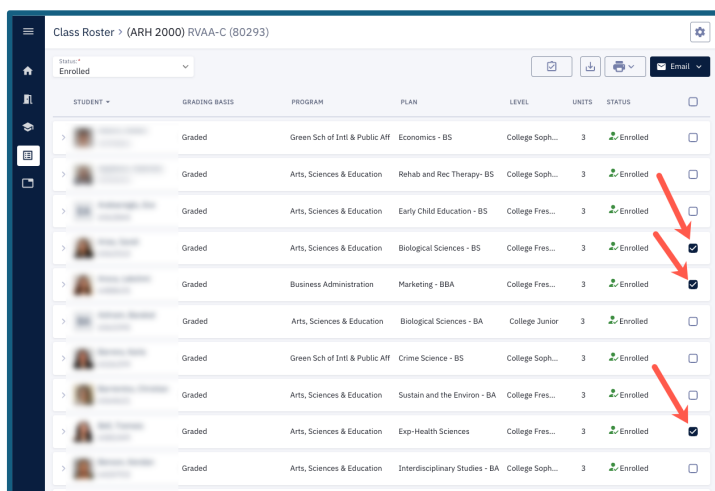 Class Roster > (ARH 2000) RVAA-C (80293)
Status:*
Enrolled
Email
STUDENT GRADING BASIS PROGRAM PLAN LEVEL UNITS STATUS
Graded Green Sch of Intl & Public Aff Economics - BS College Soph... 3 Enrolled
Graded Arts, Sciences & Education Rehab and Rec Therapy- BS College Soph... 3 Enrolled
Graded Arts, Sciences & Education Early Child Education - BS College Fres... 3 Enrolled
Graded Arts, Sciences & Education Biological Sciences - BS College Fres... 3 Enrolled
Graded Business Administration Marketing - BBA College Fres... 3 Enrolled
Graded Arts, Sciences & Education Biological Sciences - BA College Junior 3 Enrolled
Graded Green Sch of Intl & Public Aff Crime Science - BS College Soph... 3 Enrolled
Graded Arts, Sciences & Education Sustain and the Environ - BA College Fres... 3 Enrolled
Graded Arts, Sciences & Education Exp-Health Sciences College Fres... 3 Enrolled
Graded Arts, Sciences & Education Interdisciplinary Studies - BA College Soph... 3 Enrolled